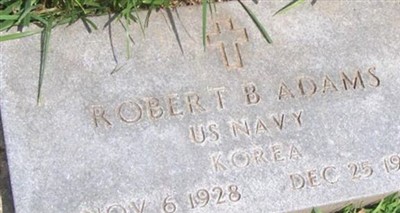 ROBERT B ADAMS
US NAVY
KOREA
NOV 6 1928 DEC 25